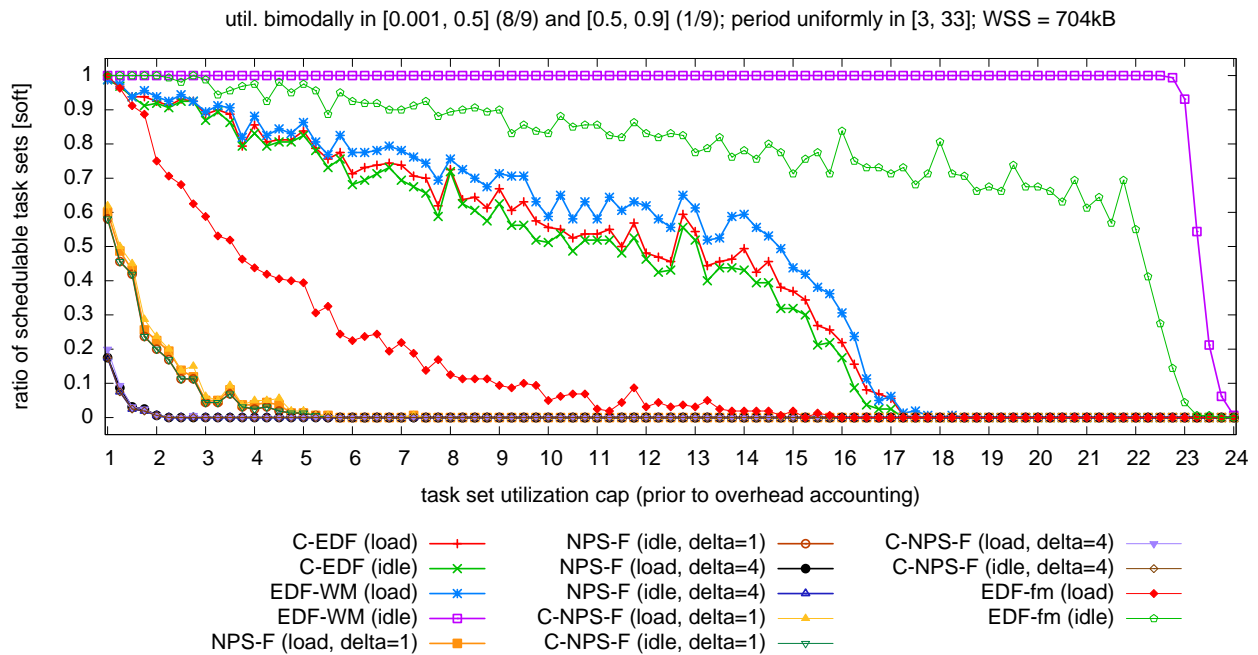 util. bimodally in [0.001, 0.5] (8/9) and [0.5, 0.9] (1/9); period uniformly in [3, 33]; WSS = 704kB
ratio of schedulable task sets [soft]
1
0.9
0.8
0.7
0.6
0.5
0.4
0.3
0.2
0.1
0
1 2 3 4 5 6 7 8 9 10 11 12 13 14 15 16 17 18 19 20 21 22 23 24
task set utilization cap (prior to overhead accounting)
C-EDF (load)
C-EDF (idle)
EDF-WM (load)
EDF-WM (idle)
NPS-F (load, delta=1)
NPS-F (idle, delta=1)
NPS-F (load, delta=4)
NPS-F (idle, delta=4)
C-NPS-F (load, delta=1)
C-NPS-F (idle, delta=1)
C-NPS-F (load, delta=4)
C-NPS-F (idle, delta=4)
EDF-fm (load)
EDF-fm (idle)